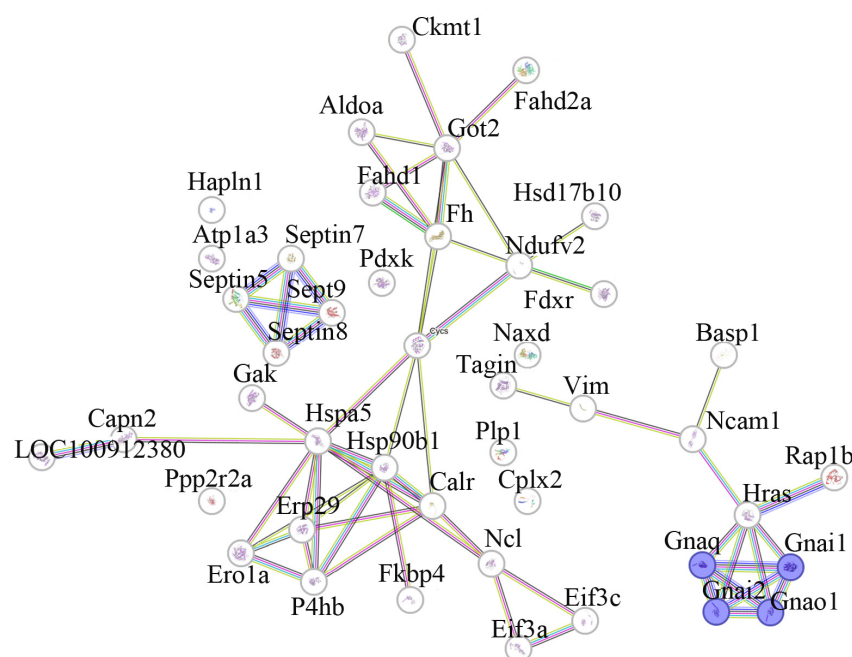 Ckmt1
Fahd2a
Aldoa
Got2
Fahd1
Hapln1
Hsd17b10
Fh
Atp1a3
Septin7
Ndufv2
Pdxk
Septin5
Sept9
Fdxr
Septin8
Cycs
Naxd
Basp1
Tagin
Gak
Vim
Capn2
Hspa5
Ncam1
LOC100912380
Hsp90b1
Plp1
Rap1b
Ppp2r2a
Calr
Cplx2
Hras
Erp29
Ncl
Gnaq
Gnai1
Ero1a
Fkbp4
Gnai2
P4hb
Gnao1
Eif3c
Eif3a